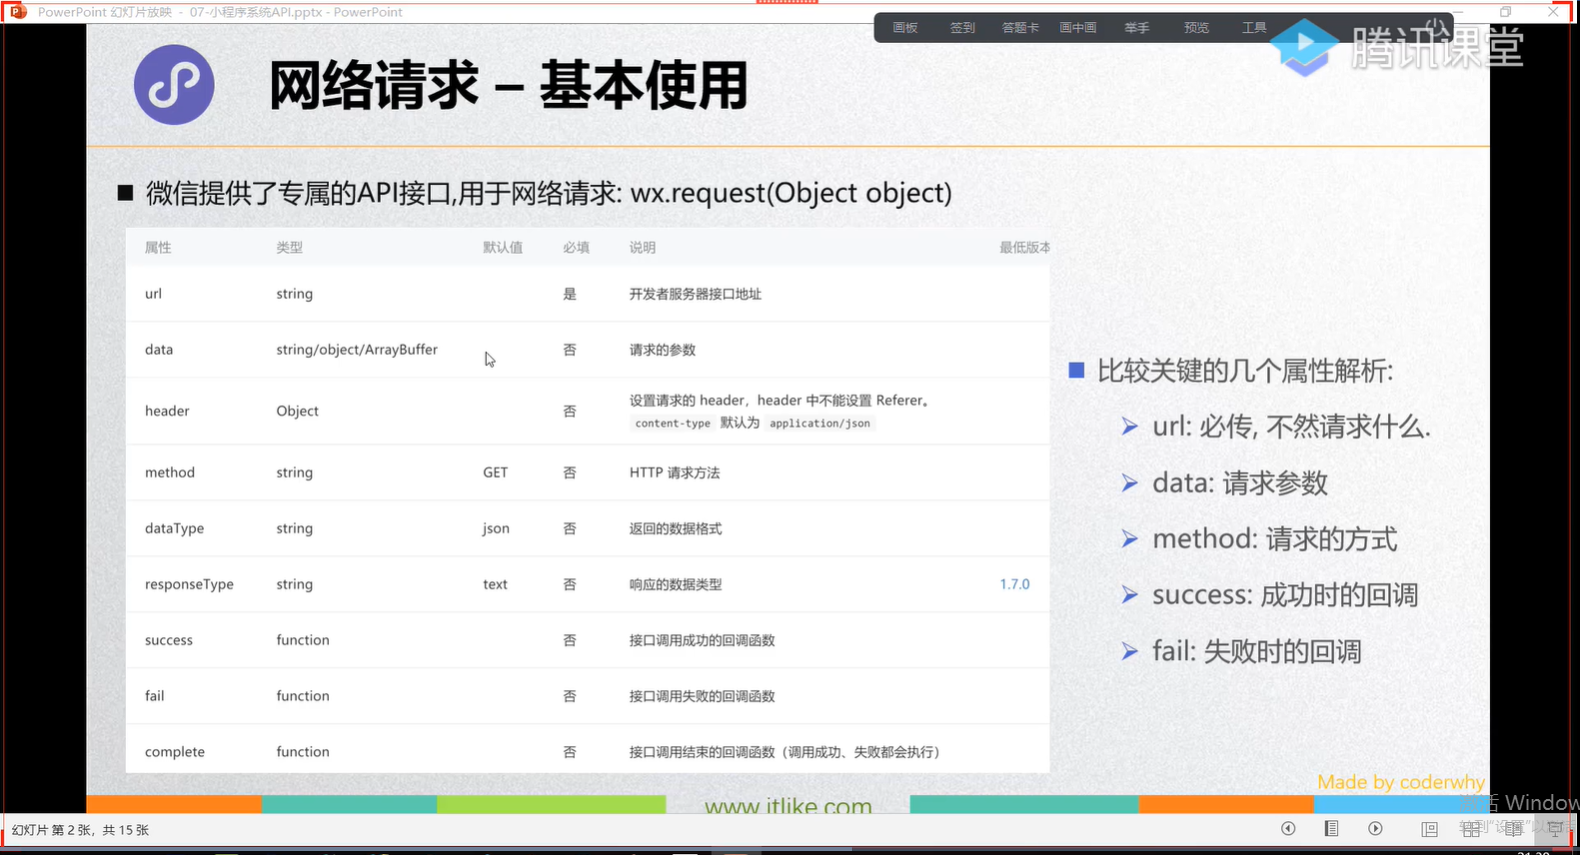 PowerPoint 幻灯片放映 - 07-小程序系统API.pptx - PowerPoint
画板 签到 答题卡 画中画 举手 预览 工具
腾讯课堂
网络请求 – 基本使用
微信提供了专属的API接口,用于网络请求: wx.request(Object object)
属性 类型 默认值 必填 说明 最低版本
url string 是 开发者服务器接口地址
data string/object/ArrayBuffer 否 请求的参数
header Object 否 设置请求的 header，header 中不能设置 Referer。
content-type 默认为 application/json
method string GET 否 HTTP 请求方法
dataType string json 否 返回的数据格式
responseType string text 否 响应的数据类型 1.7.0
success function 否 接口调用成功的回调函数
fail function 否 接口调用失败的回调函数
complete function 否 接口调用结束的回调函数（调用成功、失败都会执行）
比较关键的几个属性解析:
url: 必传, 不然请求什么.
data: 请求参数
method: 请求的方式
success: 成功时的回调
fail: 失败时的回调
Made by coderwhy
www.itlike.com
幻灯片 第 2 张，共 15 张